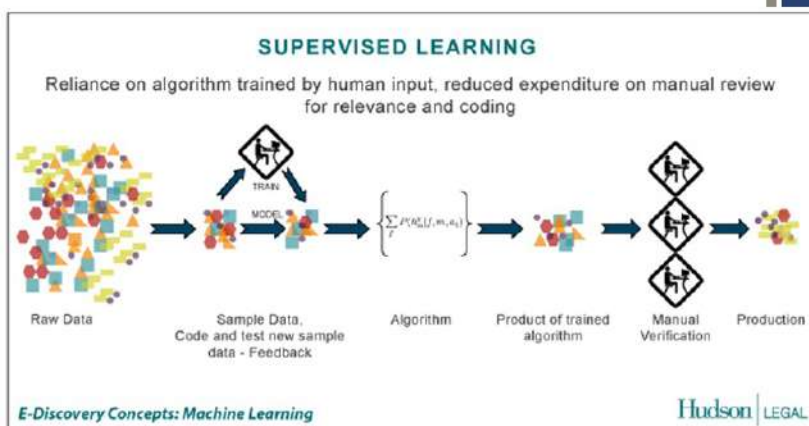 SUPERVISED LEARNING
Reliance on algorithm trained by human input, reduced expenditure on manual review
for relevance and coding
TRAIN
MODEL
Raw Data
Sample Data,
Code and test new sample
data - Feedback
Algorithm
Product of trained
algorithm
Manual
Verification
Production
E-Discovery Concepts: Machine Learning
Hudson LEGAL